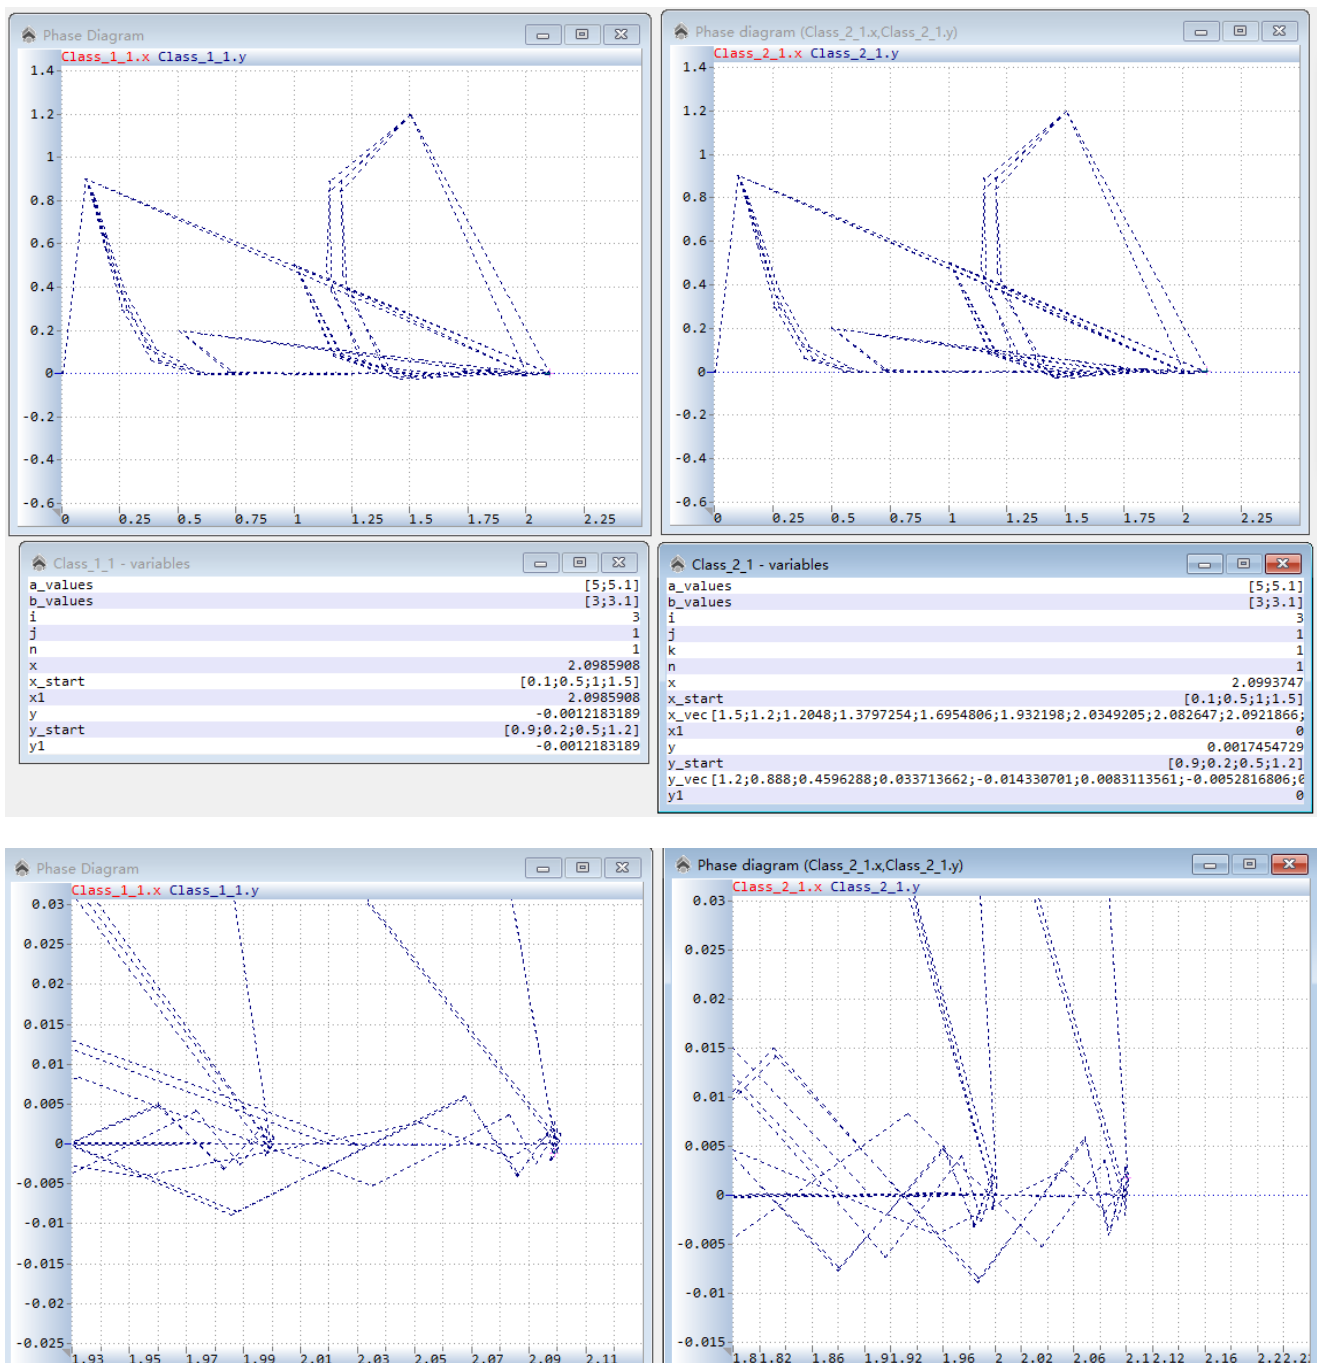 Phase Diagram
Class_1_1.x Class_1_1.y
1.4
1.2
1
0.8
0.6
0.4
0.2
0
-0.2
-0.4
-0.6
0 0.25 0.5 0.75 1 1.25 1.5 1.75 2 2.25
Phase diagram (Class_2_1.x,Class_2_1.y)
Class_2_1.x Class_2_1.y
1.4
1.2
1
0.8
0.6
0.4
0.2
0
-0.2
-0.4
-0.6
0 0.25 0.5 0.75 1 1.25 1.5 1.75 2 2.25
Class_1_1 - variables
a_values [5;5.1]
b_values [3;3.1]
i 3
j 1
n 1
x 2.0985908
x_start [0.1;0.5;1;1.5]
x1 2.0985908
y -0.0012183189
y_start [0.9;0.2;0.5;1.2]
y1 -0.0012183189
Class_2_1 - variables
a_values [5;5.1]
b_values [3;3.1]
i 3
j 1
k 1
n 1
x 2.0993747
x_start [0.1;0.5;1;1.5]
x_vec [1.5;1.2;1.2048;1.3797254;1.6954806;1.932198;2.0349205;2.082647;2.0921866;
x1 0
y 0.0017454729
y_start [0.9;0.2;0.5;1.2]
y_vec [1.2;0.888;0.4596288;0.033713662;-0.014330701;0.0083113561;-0.0052816806;0
y1 0
Phase Diagram
Class_1_1.x Class_1_1.y
0.03
0.025
0.02
0.015
0.01
0.005
0
-0.005
-0.01
-0.015
-0.02
-0.025
1.93 1.95 1.97 1.99 2.01 2.03 2.05 2.07 2.09 2.11
Phase diagram (Class_2_1.x,Class_2_1.y)
Class_2_1.x Class_2_1.y
0.03
0.025
0.02
0.015
0.01
0.005
0
-0.005
-0.01
-0.015
1.81.82 1.86 1.91.92 1.96 2 2.02 2.06 2.12.12 2.16 2.22.2